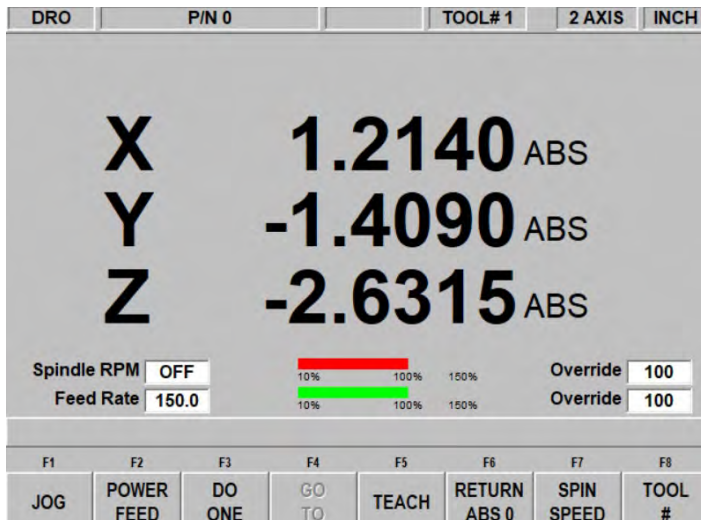 DRO P/N 0 TOOL# 1 2 AXIS INCH
X 1.2140 ABS
Y -1.4090 ABS
Z -2.6315 ABS
Spindle RPM OFF 10% 100% 150% Override 100
Feed Rate 150.0 10% 100% 150% Override 100
F1 F2 F3 F4 F5 F6 F7 F8
JOG POWER FEED DO ONE GO TO TEACH RETURN ABS 0 SPIN SPEED TOOL #